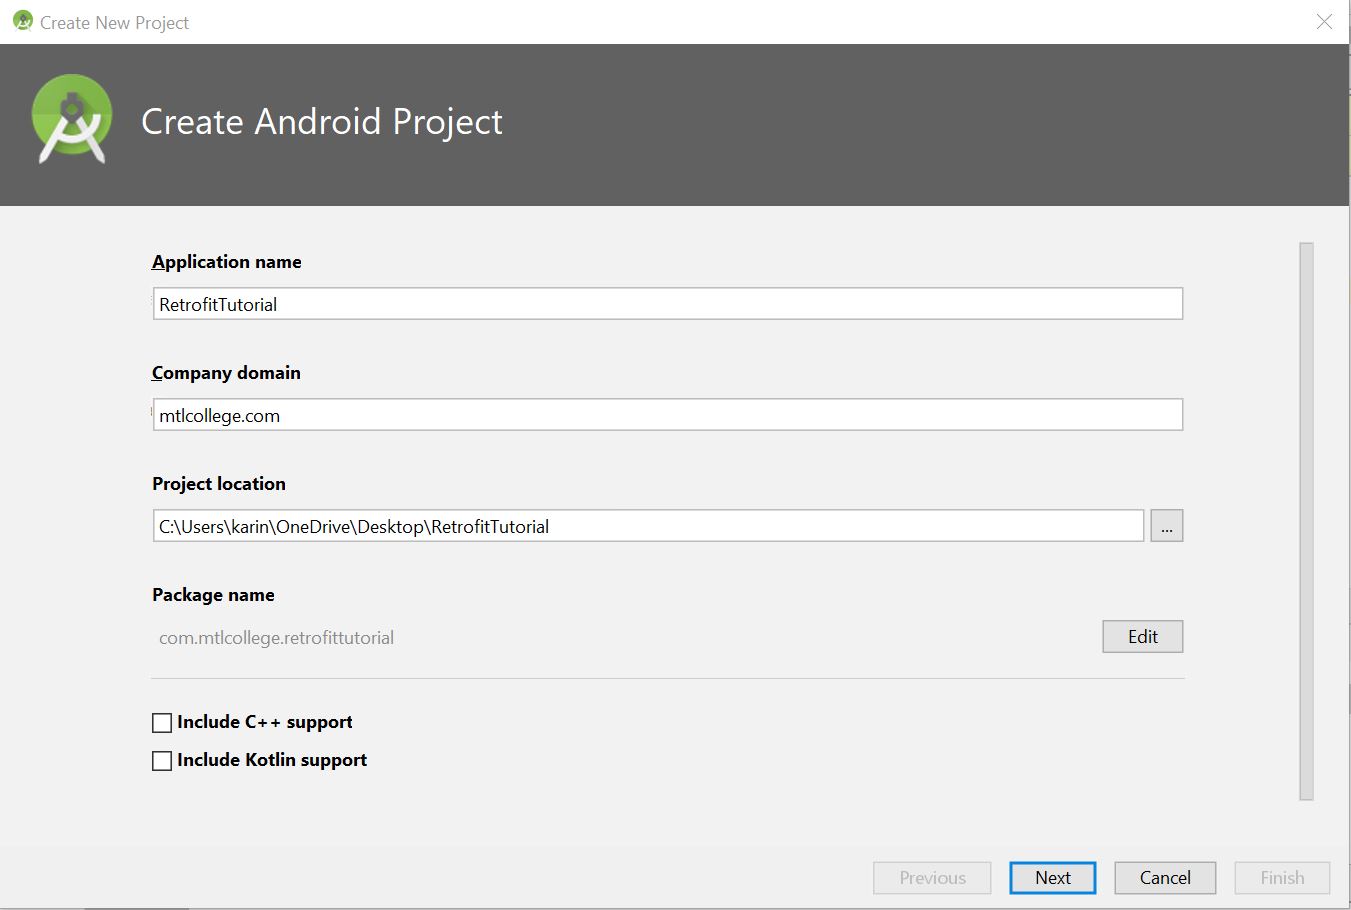 Create New Project
Create Android Project
Application name
RetrofitTutorial
Company domain
mtlcollege.com
Project location
C:\Users\karin\OneDrive\Desktop\RetrofitTutorial
...
Package name
com.mtlcollege.retrofittutorial
Edit
Include C++ support
Include Kotlin support
Previous Next Cancel Finish